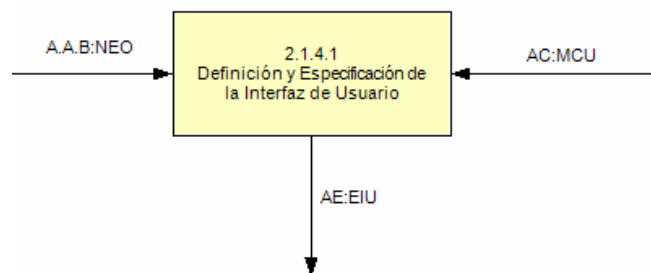 A.A.B:NEO
2.1.4.1
Definición y Especificación de
la Interfaz de Usuario
AC:MCU
AE:EIU